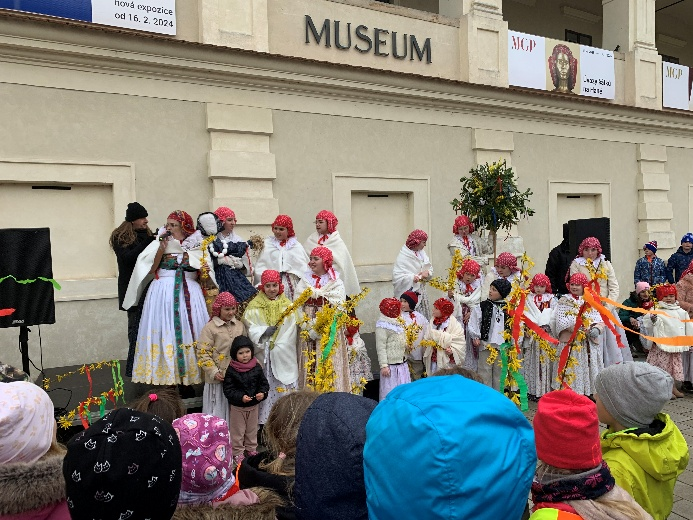 nová expozice
od 16. 2. 2024
MUSEUM
MGP
MGP